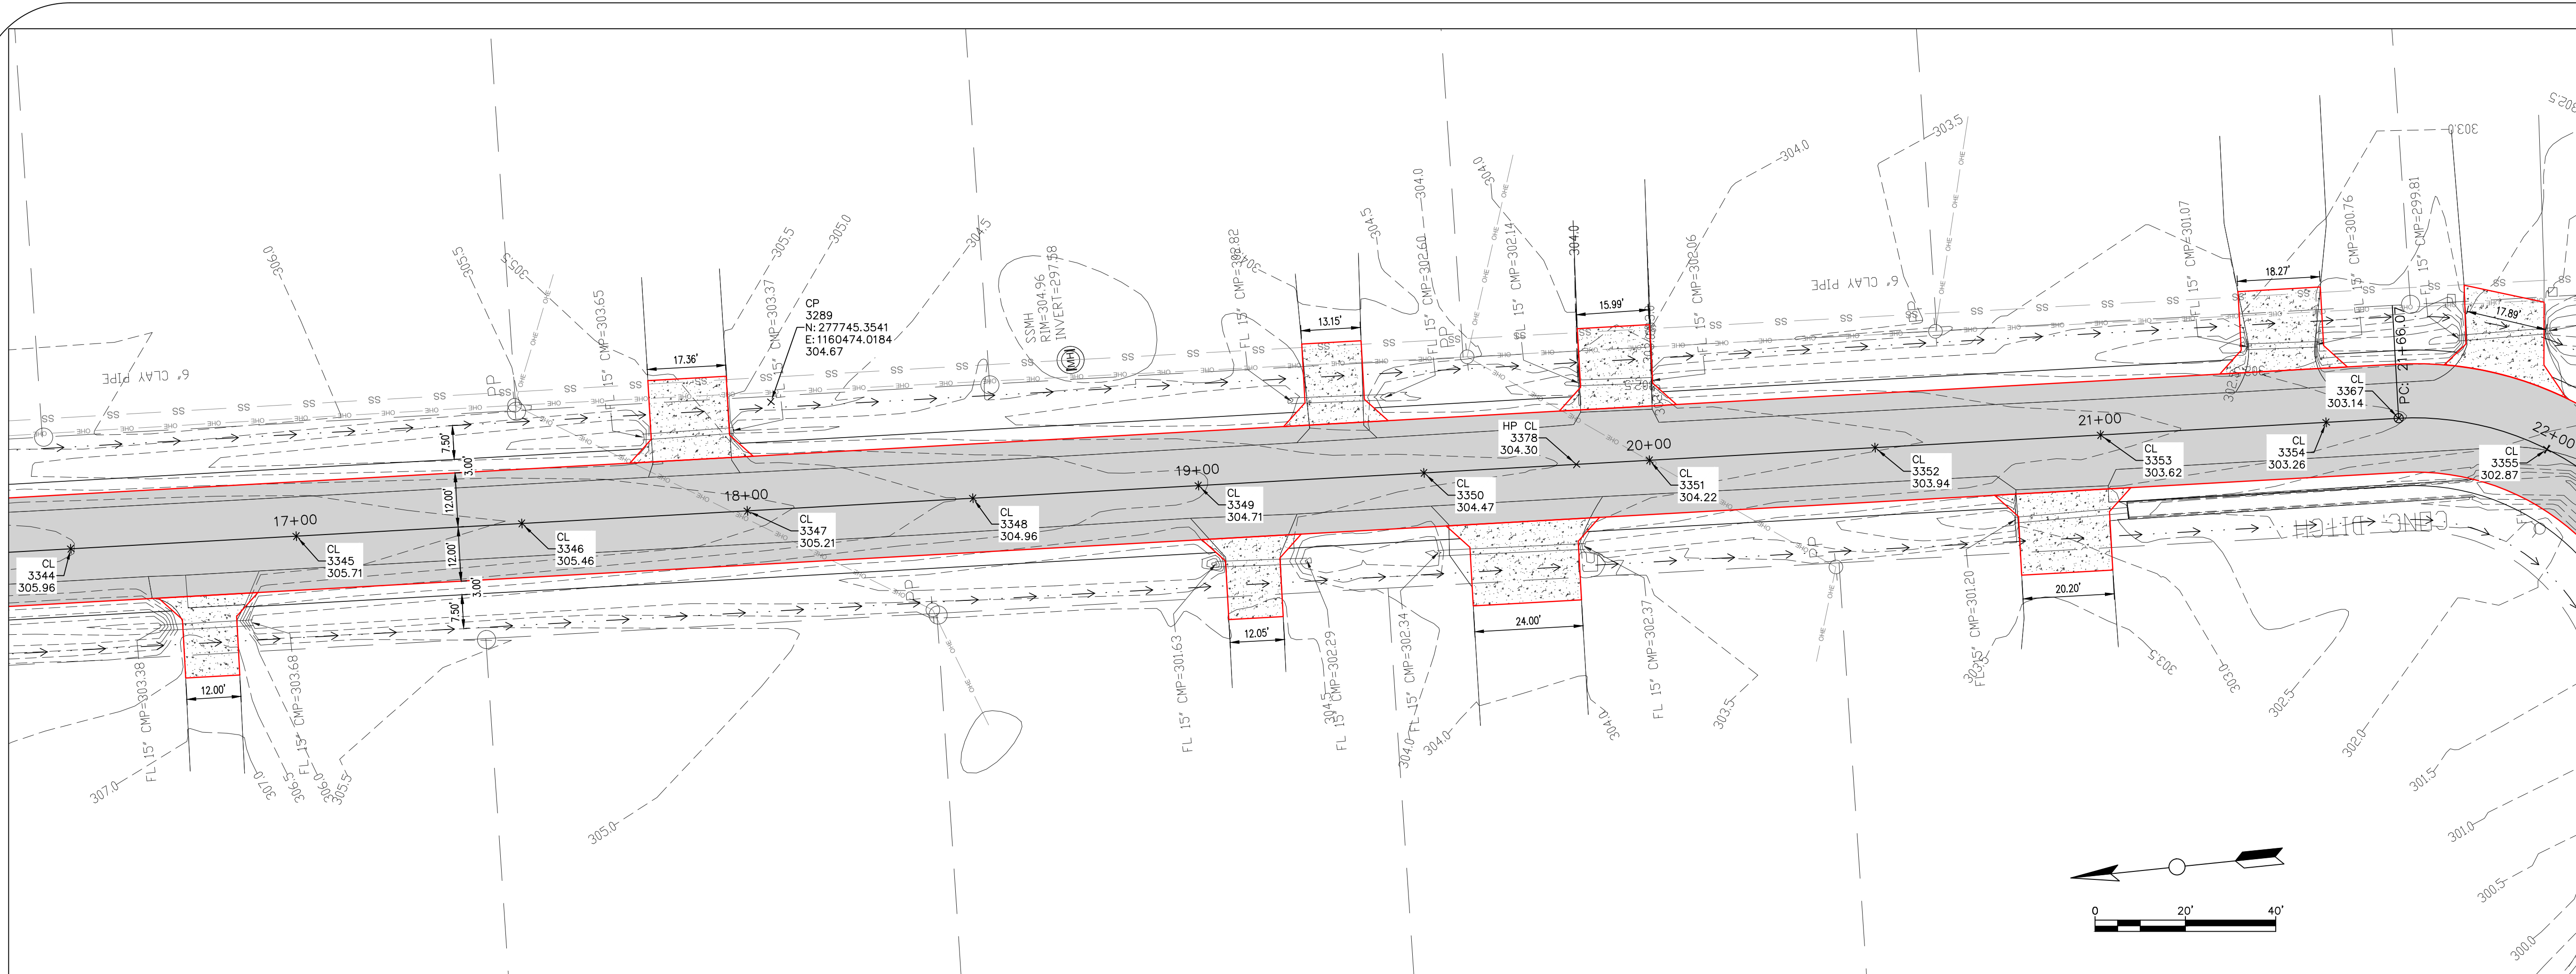 6" CLAY PIPE
306.0
305.5
305.5
PP
FL 15" CMP=303.65
17.36'
FL 15" CMP=303.37
305.5
305.0
304.5
CP
3289
N: 277745.3541
E: 1160474.0184
304.67
SSMH
RIM=304.96
INVERT=297.58
MH
FL 15" CMP=302.82
13.15'
304.5
304.0
FL 15" CMP=302.60
PP
304.0
FL 15" CMP=302.14
304.0
15.99'
FL 15" CMP=302.06
304.0
6" CLAY PIPE
303.5
FL 15" CMP=301.07
18.27'
FL 15" CMP=300.76
303.0
FL 15" CMP=299.81
17.89'
302.5
SS
OHE
7.50'
3.00'
12.00'
12.00'
3.00'
7.50'
CL
3344
305.96
17+00
CL
3345
305.71
CL
3346
305.46
18+00
CL
3347
305.21
CL
3348
304.96
19+00
CL
3349
304.71
CL
3350
304.47
HP CL
3378
304.30
20+00
CL
3351
304.22
CL
3352
303.94
21+00
CL
3353
303.62
CL
3354
303.26
CL
3367
303.14
PC: 21+66.07
22+00
CL
3355
302.87
CONC DITCH
307.0
FL 15" CMP=303.38
12.00'
FL 15" CMP=303.68
307.0
306.5
306.0
305.5
305.0
PP
FL 15" CMP=301.63
12.05'
304.5
FL 15" CMP=302.29
304.0
FL 15" CMP=302.34
304.0
24.00'
304.0
FL 15" CMP=302.37
303.5
PP
FL 15" CMP=301.20
303.5
20.20'
303.5
303.0
302.5
302.0
301.5
301.0
300.5
300.0
0 20' 40'